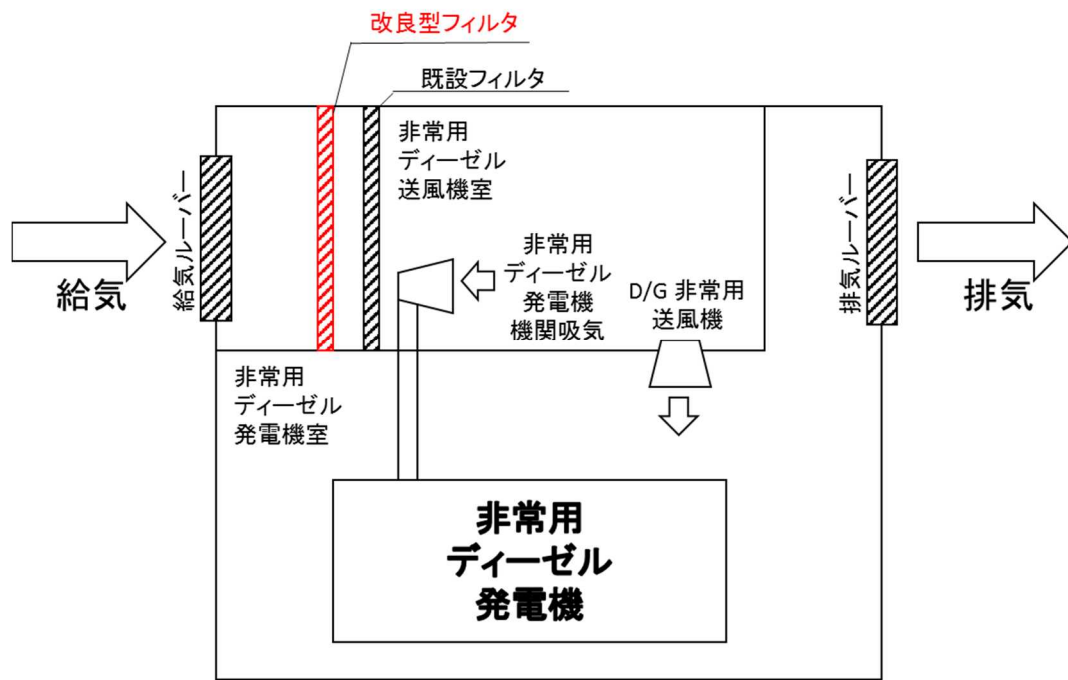 改良型フィルタ
既設フィルタ
非常用
ディーゼル
送風機室
給気ルーバー
給気
非常用
ディーゼル
発電機
機関吸気
D/G 非常用
送風機
排気ルーバー
排気
非常用
ディーゼル
発電機室
非常用
ディーゼル
発電機